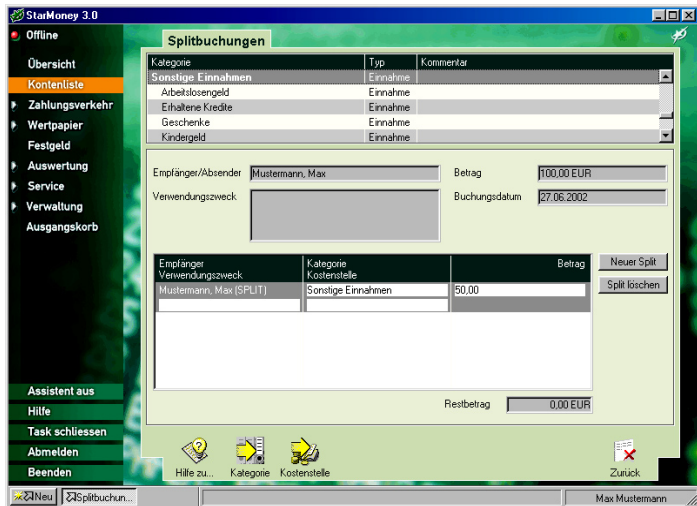 StarMoney 3.0
Offline
Übersicht
Kontenliste
Zahlungsverkehr
Wertpapier
Festgeld
Auswertung
Service
Verwaltung
Ausgangskorb
Assistent aus
Hilfe
Task schliessen
Abmelden
Beenden
Splitbuchungen
Kategorie Typ Kommentar
Sonstige Einnahmen Einnahme
Arbeitslosengeld Einnahme
Erhaltene Kredite Einnahme
Geschenke Einnahme
Kindergeld Einnahme
Empfänger/Absender Mustermann, Max Betrag 100,00 EUR
Verwendungszweck Buchungsdatum 27.06.2002
Empfänger Kategorie Betrag Neuer Split
Verwendungszweck Kostenstelle
Mustermann, Max (SPLIT) Sonstige Einnahmen 50,00 Split löschen
Restbetrag 0,00 EUR
Hilfe zu... Kategorie Kostenstelle Zurück
Neu Splitbuchun... Max Mustermann